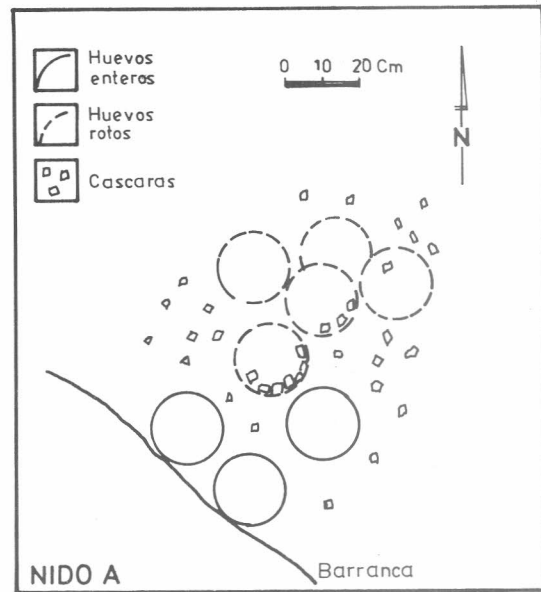 Huevos
enteros
Huevos
rotos
Cascaras
0 10 20 Cm
N
NIDO A
Barranca